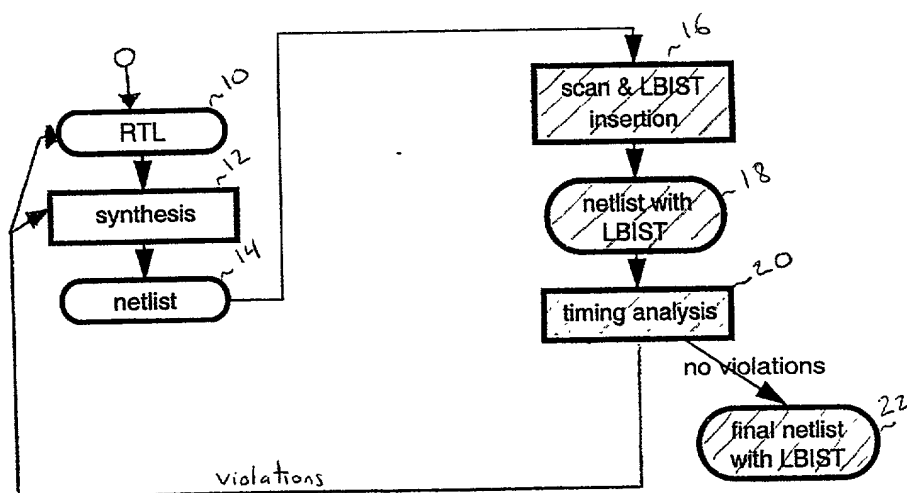 10
RTL
12
synthesis
14
netlist
16
scan & LBIST
insertion
18
netlist with
LBIST
20
timing analysis
no violations
22
final netlist
with LBIST
violations